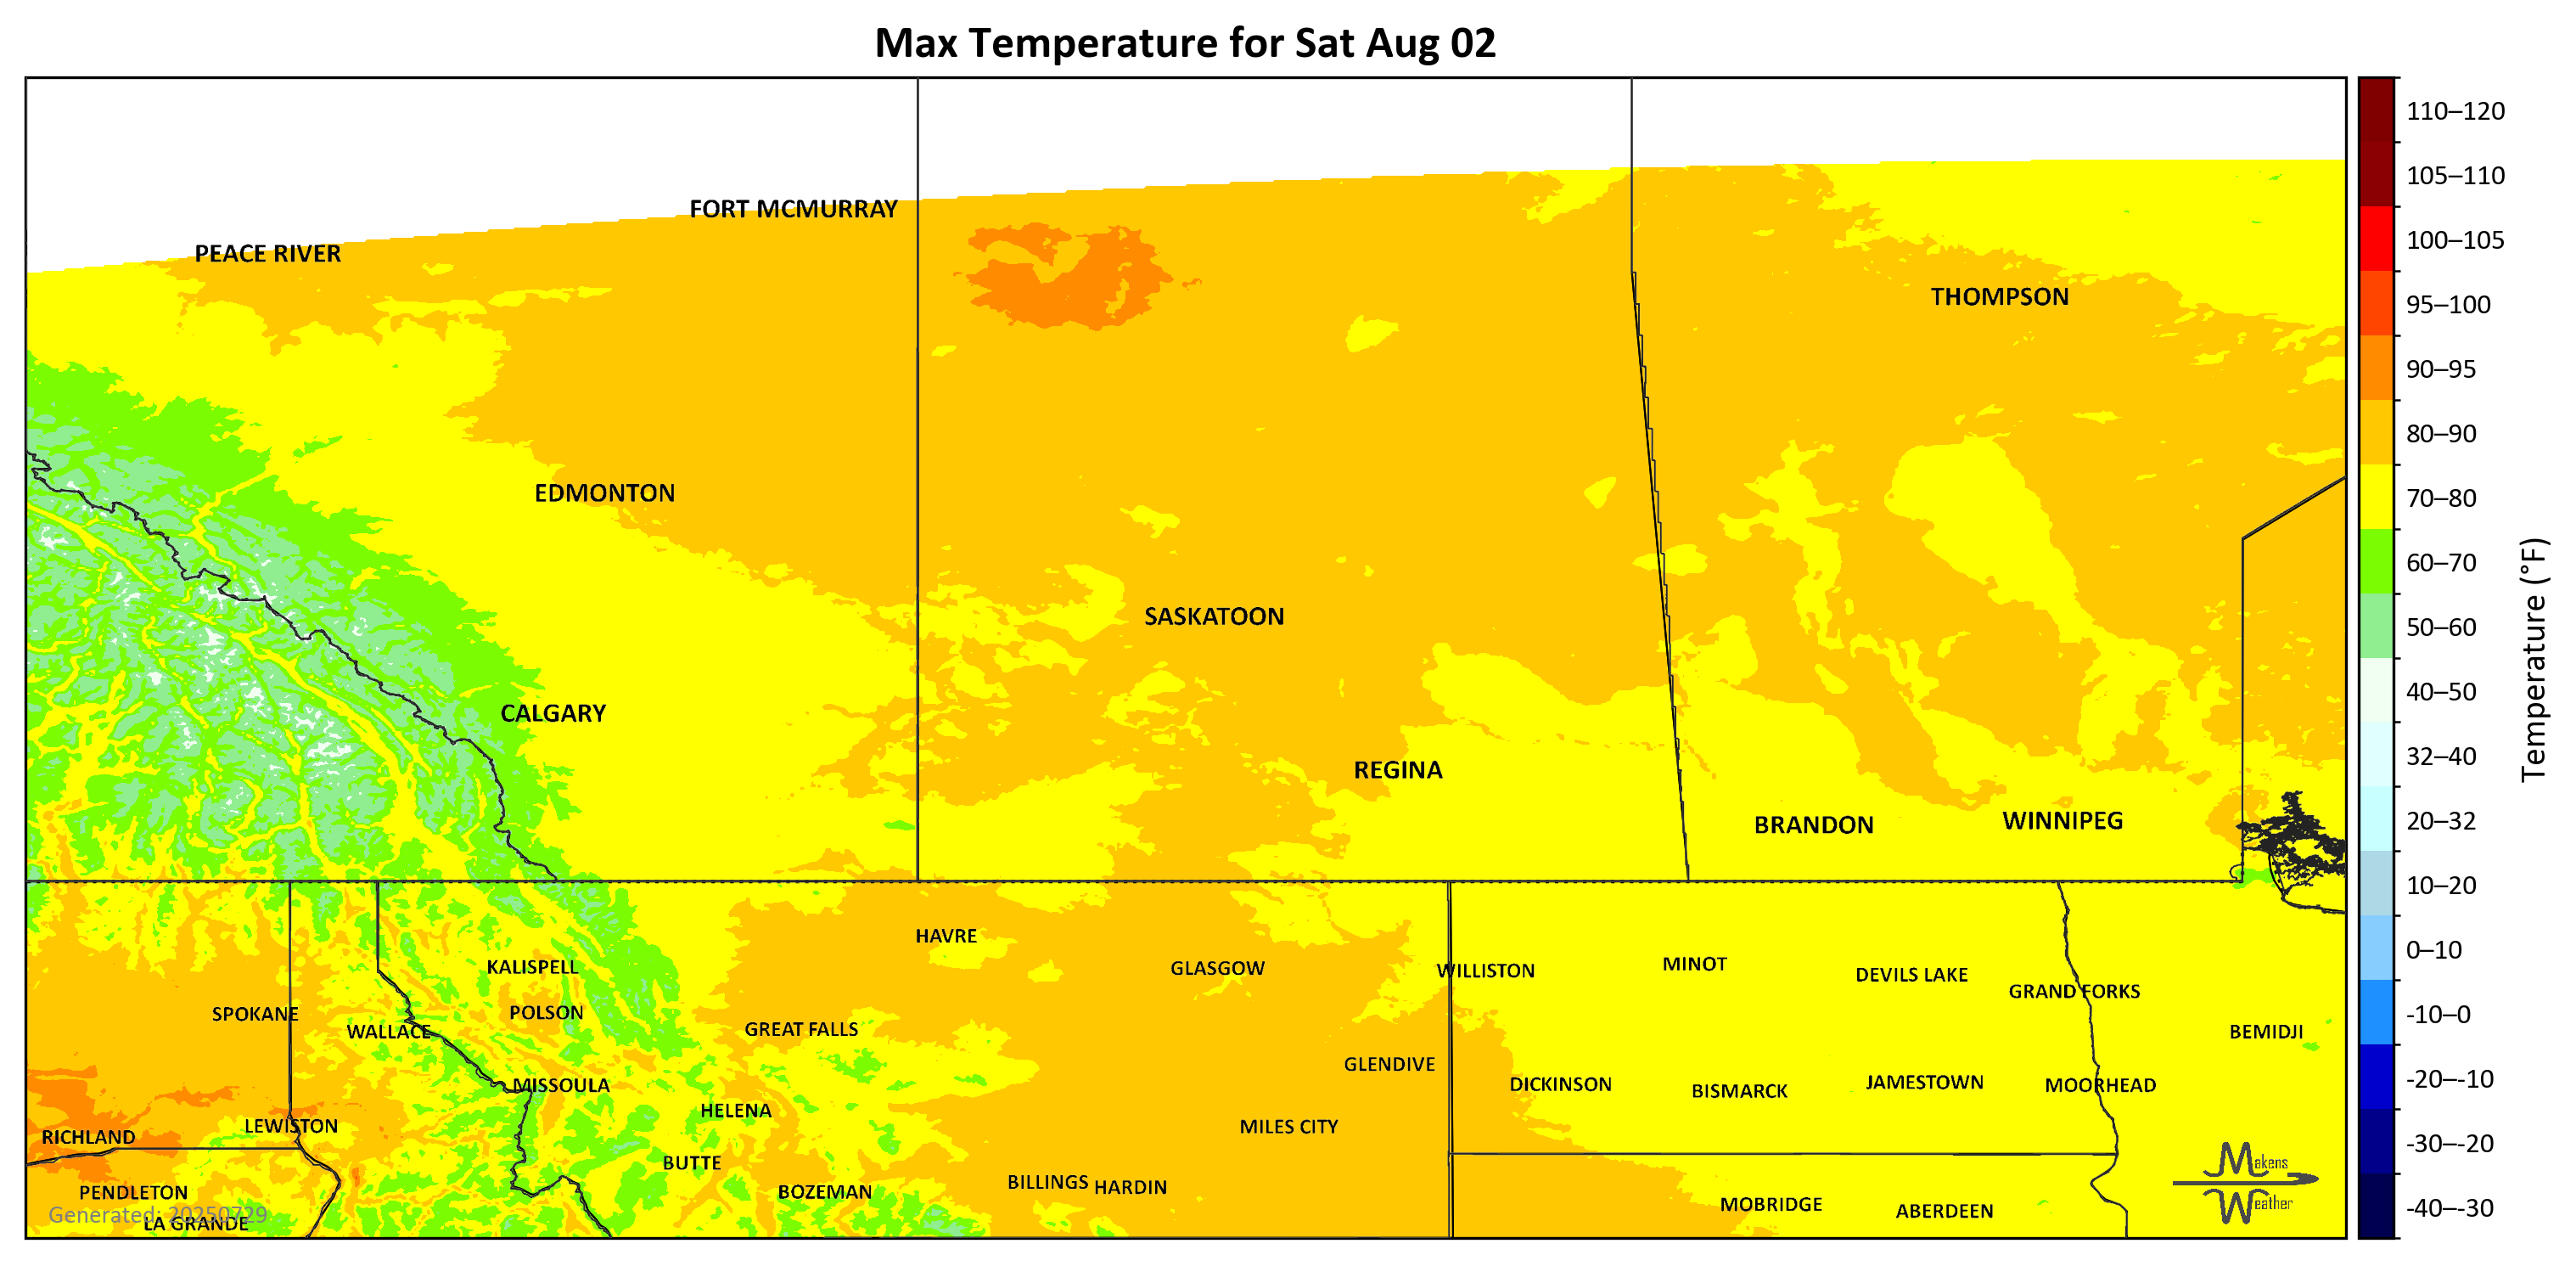 Max Temperature for Sat Aug 02
110–120
105–110
FORT MCMURRAY
100–105
PEACE RIVER
THOMPSON
95–100
90–95
80–90
EDMONTON
70–80
60–70
SASKATOON
50–60
Temperature (°F)
40–50
CALGARY
32–40
REGINA
BRANDON
WINNIPEG
20–32
10–20
HAVRE
0–10
KALISPELL
GLASGOW
WILLISTON
MINOT
DEVILS LAKE
GRAND FORKS
SPOKANE
POLSON
-10–0
WALLACE
GREAT FALLS
BEMIDJI
GLENDIVE
-20–-10
MISSOULA
DICKINSON
BISMARCK
JAMESTOWN
MOORHEAD
HELENA
LEWISTON
MILES CITY
RICHLAND
-30–-20
BUTTE
Makens
Weather
PENDLETON
BOZEMAN
BILLINGS
HARDIN
MOBRIDGE
ABERDEEN
-40–-30
Generated: 20250729
LA GRANDE